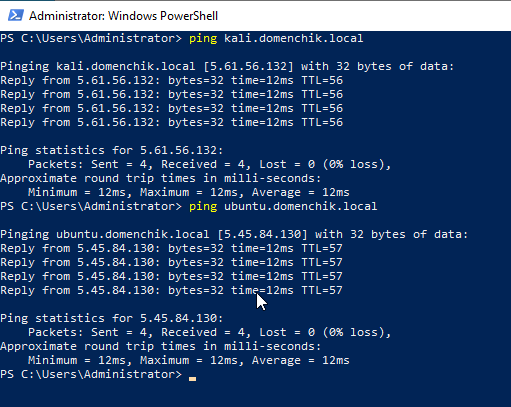 Administrator: Windows PowerShell
PS C:\Users\Administrator> ping kali.domenchik.local
Pinging kali.domenchik.local [5.61.56.132] with 32 bytes of data:
Reply from 5.61.56.132: bytes=32 time=12ms TTL=56
Reply from 5.61.56.132: bytes=32 time=12ms TTL=56
Reply from 5.61.56.132: bytes=32 time=12ms TTL=56
Reply from 5.61.56.132: bytes=32 time=12ms TTL=56
Ping statistics for 5.61.56.132:
    Packets: Sent = 4, Received = 4, Lost = 0 (0% loss),
Approximate round trip times in milli-seconds:
    Minimum = 12ms, Maximum = 12ms, Average = 12ms
PS C:\Users\Administrator> ping ubuntu.domenchik.local
Pinging ubuntu.domenchik.local [5.45.84.130] with 32 bytes of data:
Reply from 5.45.84.130: bytes=32 time=12ms TTL=57
Reply from 5.45.84.130: bytes=32 time=12ms TTL=57
Reply from 5.45.84.130: bytes=32 time=12ms TTL=57
Reply from 5.45.84.130: bytes=32 time=12ms TTL=57
Ping statistics for 5.45.84.130:
    Packets: Sent = 4, Received = 4, Lost = 0 (0% loss),
Approximate round trip times in milli-seconds:
    Minimum = 12ms, Maximum = 12ms, Average = 12ms
PS C:\Users\Administrator>